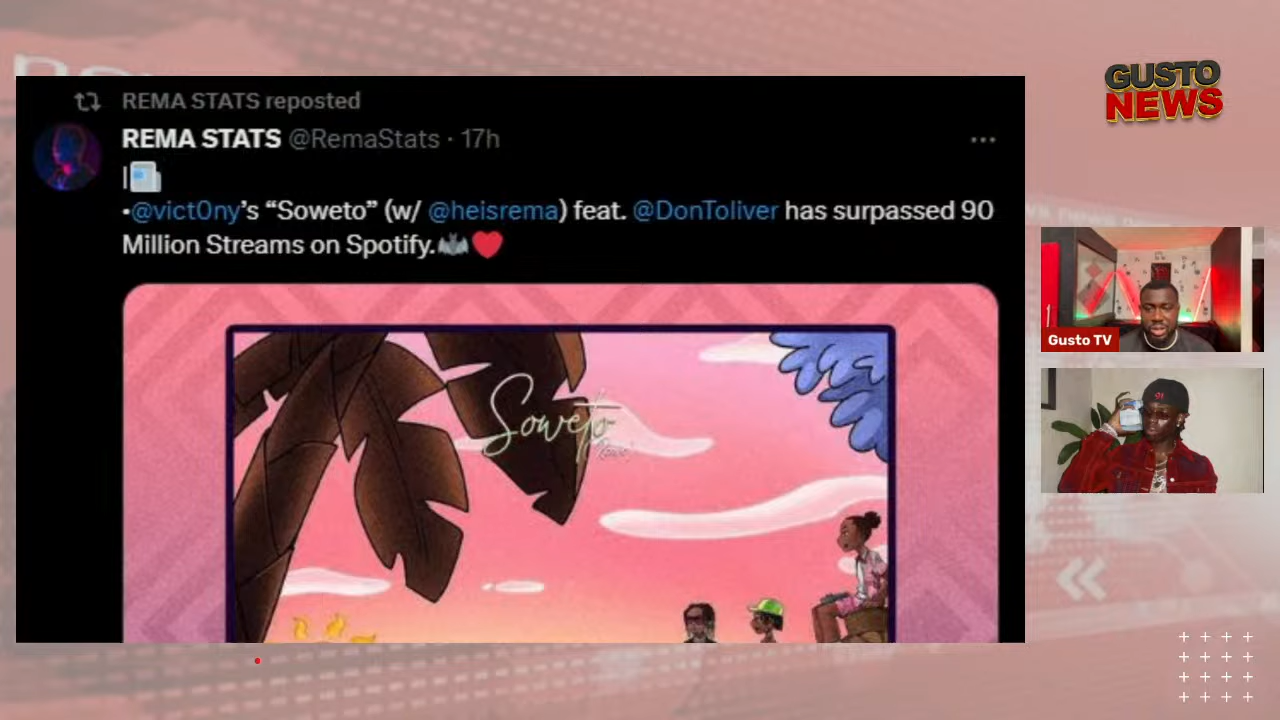 REMA STATS reposted
REMA STATS @RemaStats · 17h
•@vict0ny’s “Soweto” (w/ @heisrema) feat. @DonToliver has surpassed 90
Million Streams on Spotify.
Soweto
GUSTO
NEWS
Gusto TV